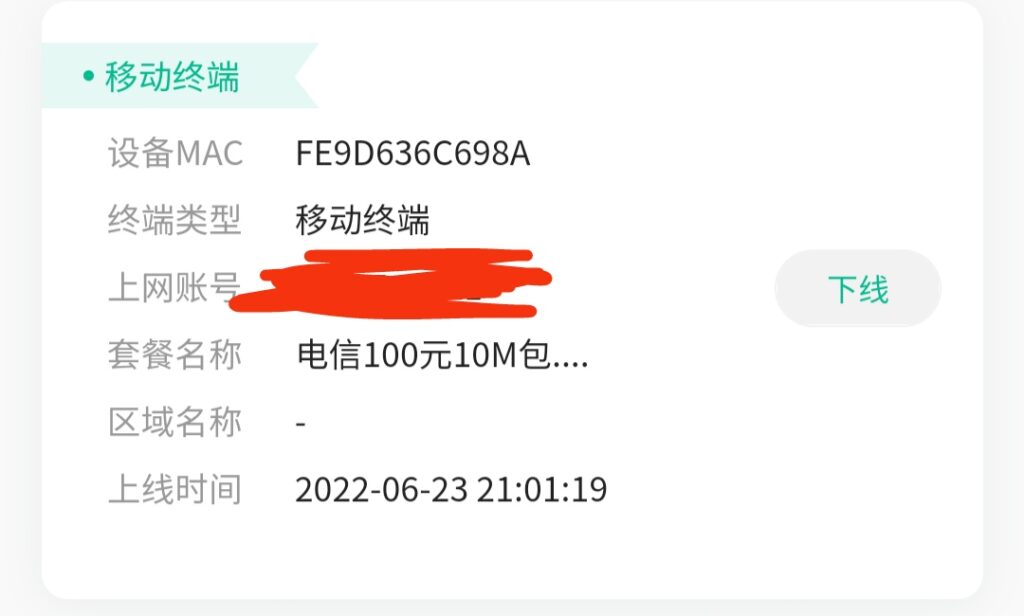 移动终端
设备MAC FE9D636C698A
终端类型 移动终端
上网账号
下线
套餐名称 电信100元10M包....
区域名称 -
上线时间 2022-06-23 21:01:19